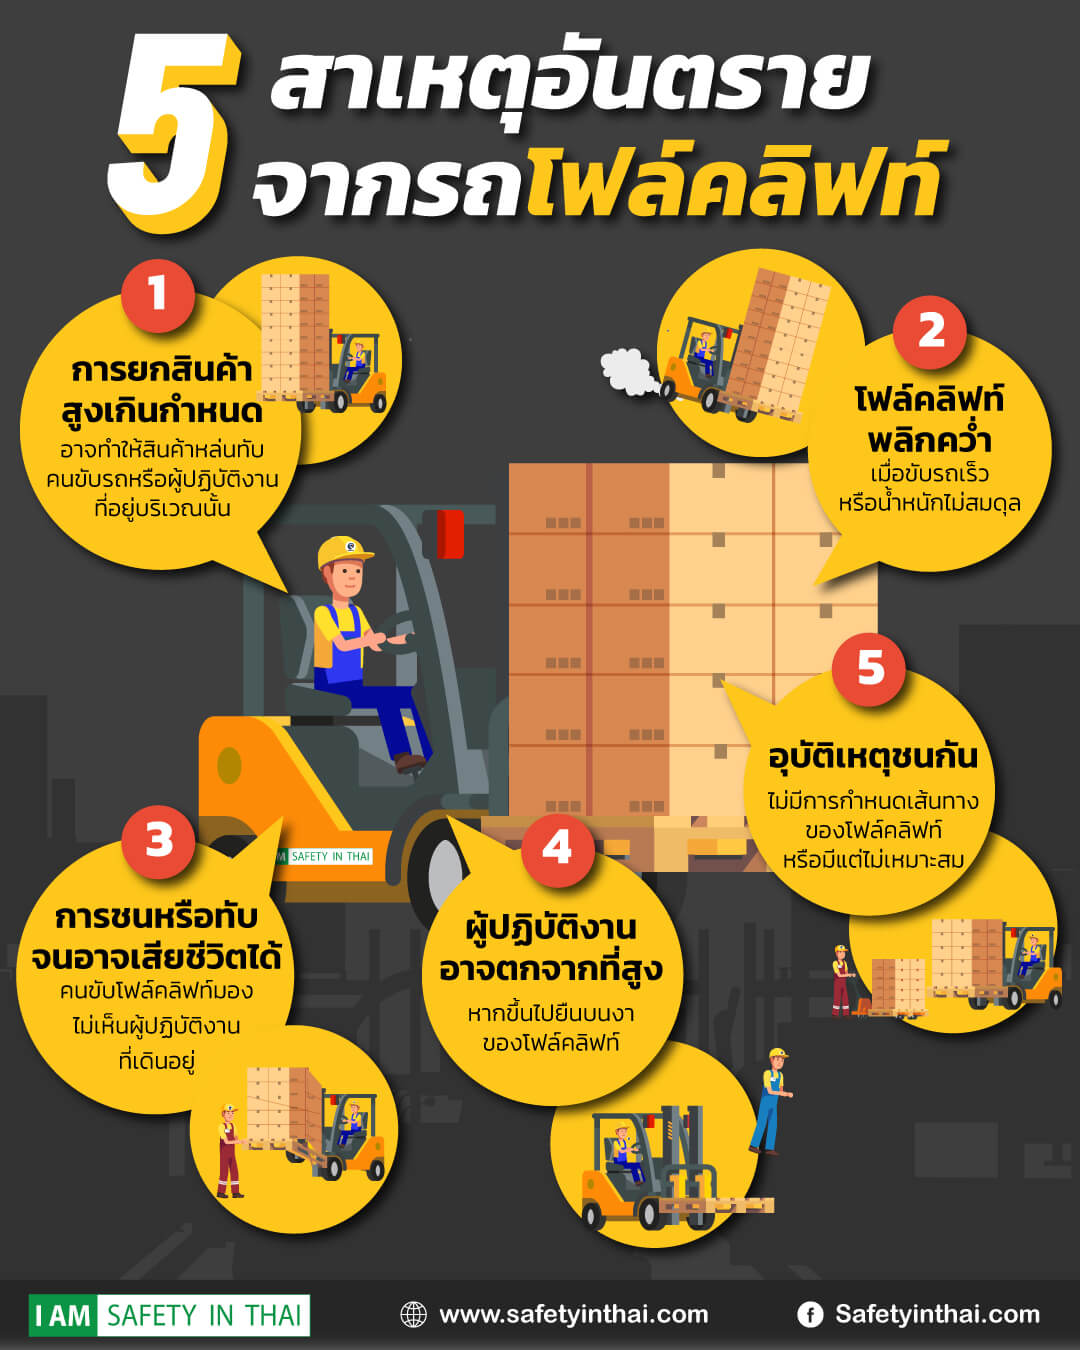 5 สาเหตุอันตราย
จากรถโฟล์คลิฟท์
1
การยกสินค้า
สูงเกินกำหนด
อาจทำให้สินค้าหล่นทับ
คนขับรถหรือผู้ปฏิบัติงาน
ที่อยู่บริเวณนั้น
2
โฟล์คลิฟท์
พลิกคว่ำ
เมื่อขับรถเร็ว
หรือน้ำหนักไม่สมดุล
3
การชนหรือทับ
จนอาจเสียชีวิตได้
คนขับโฟล์คลิฟท์มอง
ไม่เห็นผู้ปฏิบัติงาน
ที่เดินอยู่
4
ผู้ปฏิบัติงาน
อาจตกจากที่สูง
หากขึ้นไปยืนบนงา
ของโฟล์คลิฟท์
5
อุบัติเหตุชนกัน
ไม่มีการกำหนดเส้นทาง
ของโฟล์คลิฟท์
หรือมีแต่ไม่เหมาะสม
M SAFETY IN THAI
I AM SAFETY IN THAI
www.safetyinthai.com
Safetyinthai.com